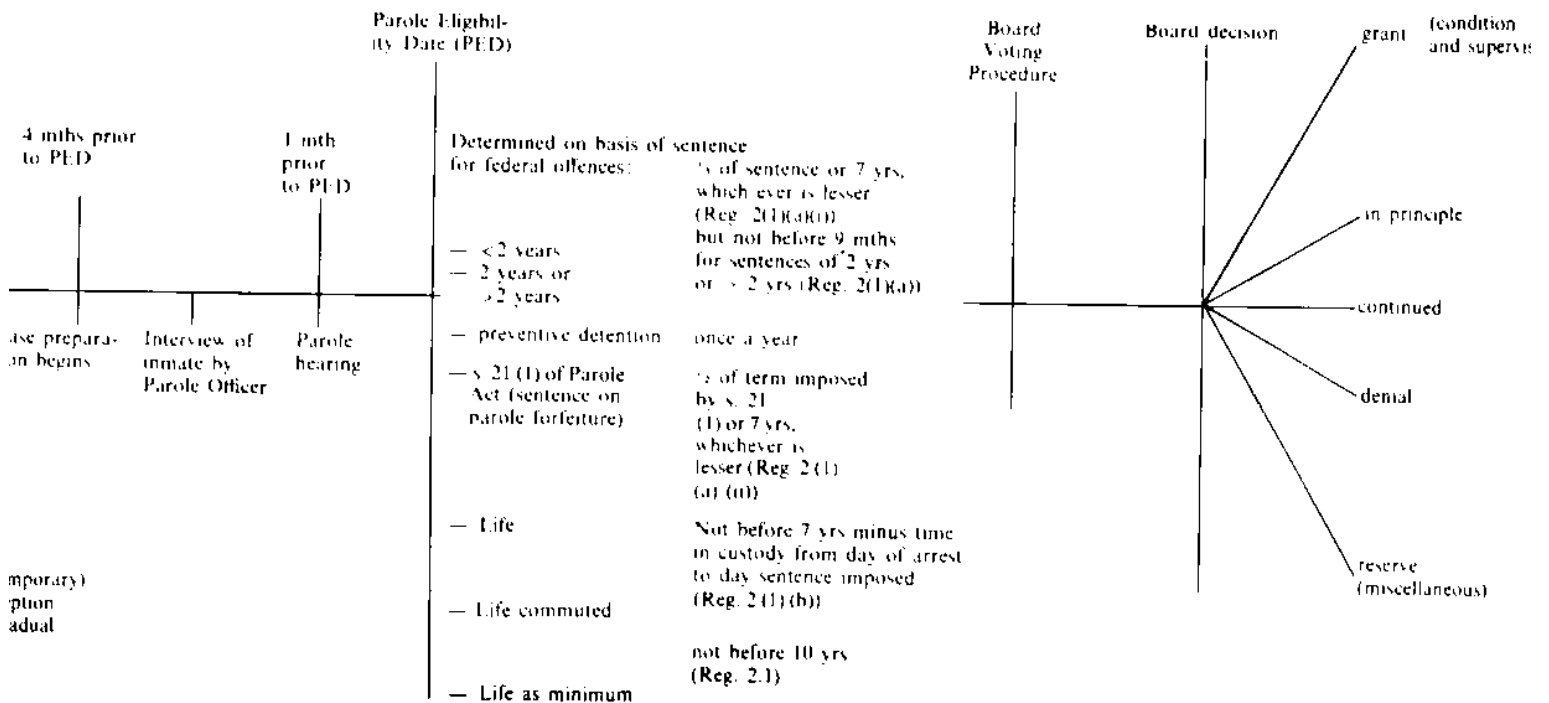 Parole Eligibil-
ity Date (PED)
Board
Voting
Procedure
Board decision
grant
(condition
and supervis
4 mths prior
to PED
1 mth
prior
to PED
Determined on basis of sentence
for federal offences:
of sentence or 7 yrs,
which ever is lesser
(Reg. 2(1)(a)(i))
but not before 9 mths
for sentences of 2 yrs
or > 2 yrs (Reg. 2(1)(a))
— < 2 years
— 2 years or
> 2 years
in principle
continued
ase prepara-
on begins
Interview of
inmate by
Parole Officer
Parole
hearing
— preventive detention
once a year
— s. 21 (1) of Parole
Act (sentence on
parole forfeiture)
of term imposed
by s. 21
(1) or 7 yrs,
whichever is
lesser (Reg. 2 (1)
(a) (ii))
denial
— Life
Not before 7 yrs minus time
in custody from day of arrest
to day sentence imposed
(Reg. 2 (1) (b))
reserve
(miscellaneous)
mporary)
ption
adual
— Life commuted
not before 10 yrs
(Reg. 2.1)
— Life as minimum